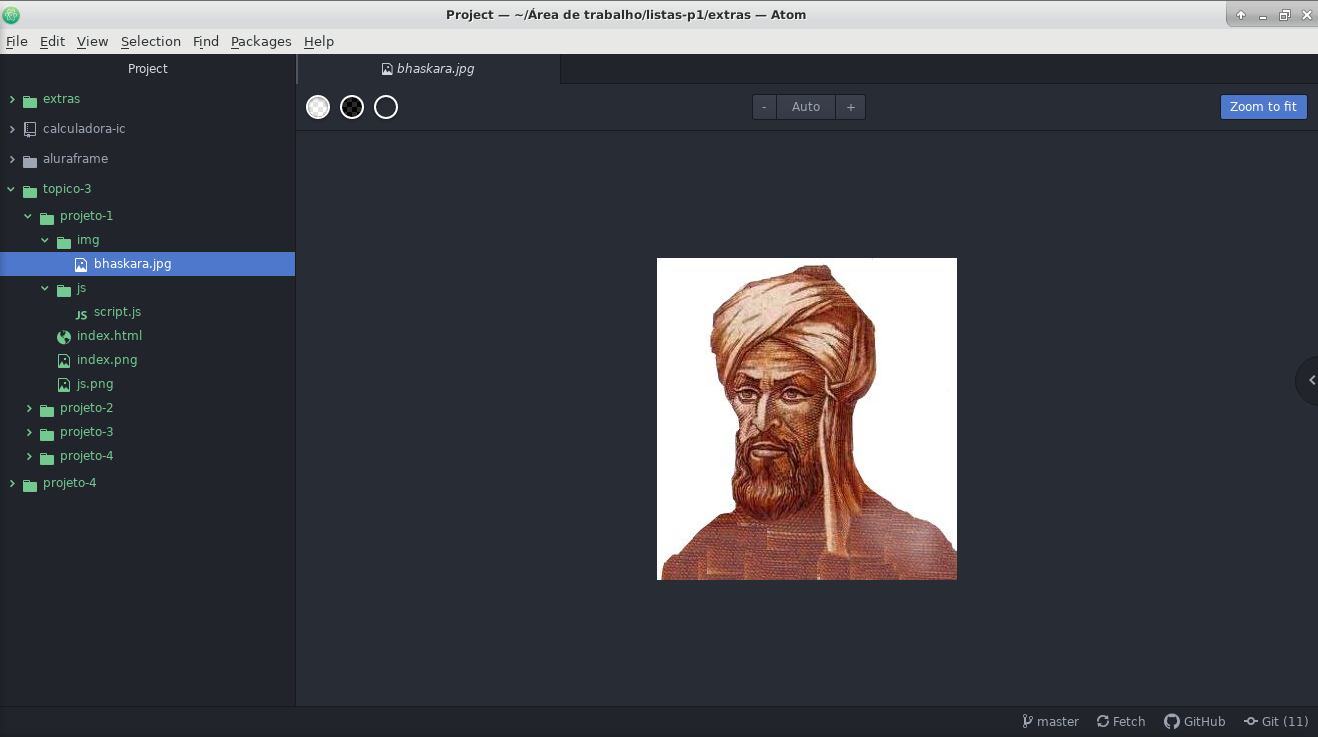 Project — ~/Área de trabalho/listas-p1/extras — Atom
File Edit View Selection Find Packages Help
Project
bhaskara.jpg
- Auto +
Zoom to fit
extras
calculadora-ic
aluraframe
topico-3
projeto-1
img
bhaskara.jpg
js
JS script.js
index.html
index.png
js.png
projeto-2
projeto-3
projeto-4
projeto-4
master Fetch GitHub Git (11)